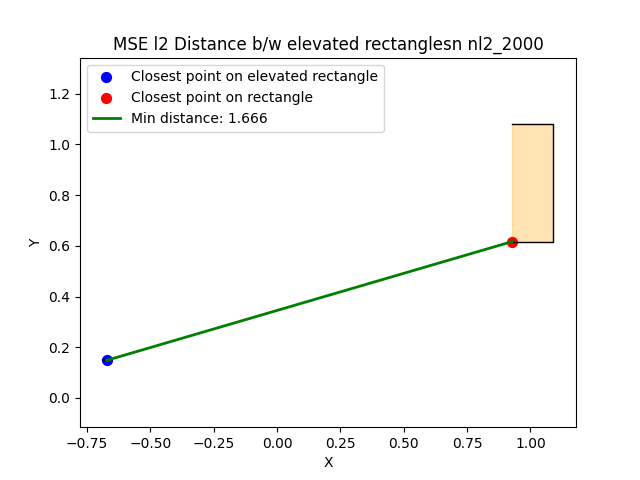 MSE l2 Distance b/w elevated rectanglesn nl2_2000
Closest point on elevated rectangle
Closest point on rectangle
Min distance: 1.666
1.2
1.0
0.8
0.6
0.4
0.2
0.0
Y
−0.75 −0.50 −0.25 0.00 0.25 0.50 0.75 1.00
X